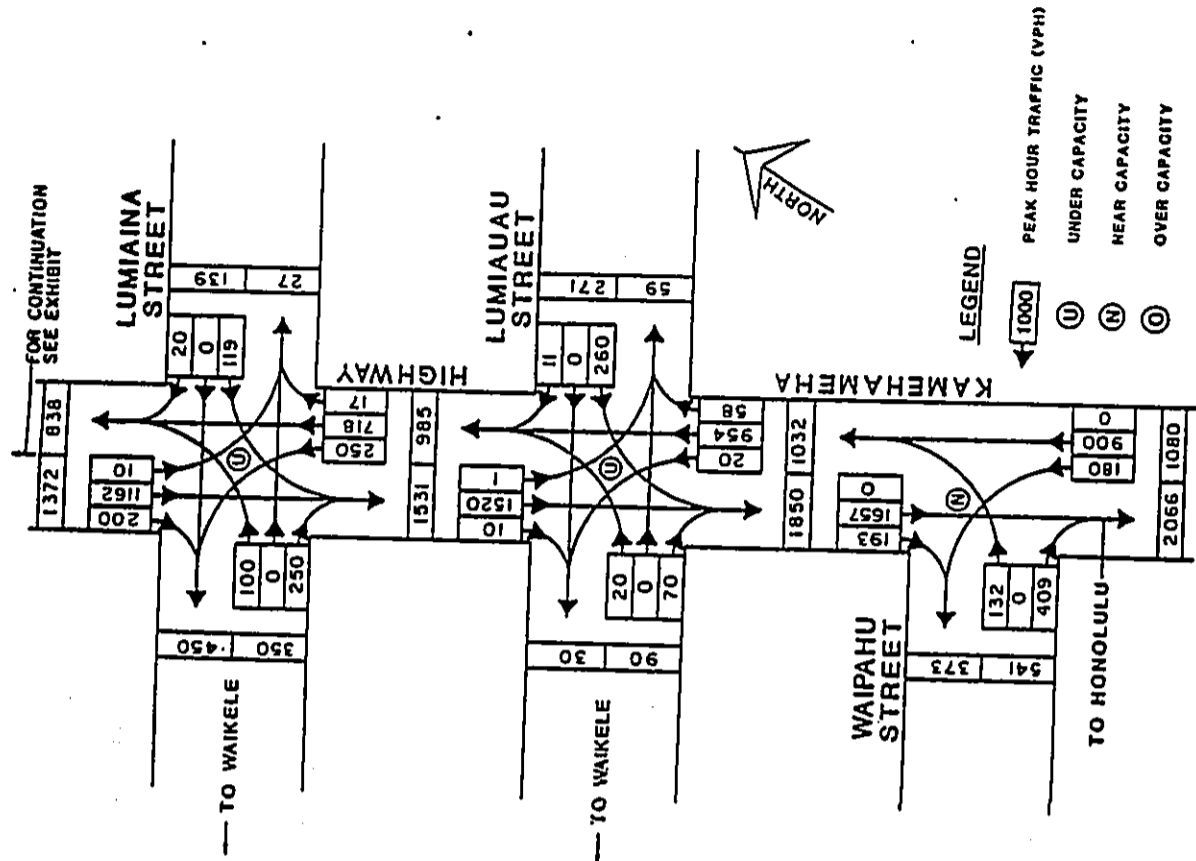 FOR CONTINUATION
SEE EXHIBIT
LUMIAINA
STREET
1372
838
200
1162
10
20
0
119
139
27
100
0
250
250
718
17
450
350
TO WAIKELE
HIGHWAY
1531
985
LUMIAUAU
STREET
10
1520
1
11
0
260
271
59
20
0
70
20
954
58
30
90
TO WAIKELE
KAMEHAMEHA
1850
1032
193
1657
0
WAIPAHU
STREET
132
0
409
180
900
0
373
541
TO HONOLULU
2066
1080
NORTH
LEGEND
1000
PEAK HOUR TRAFFIC (VPH)
U
UNDER CAPACITY
N
NEAR CAPACITY
O
OVER CAPACITY
U
U
N